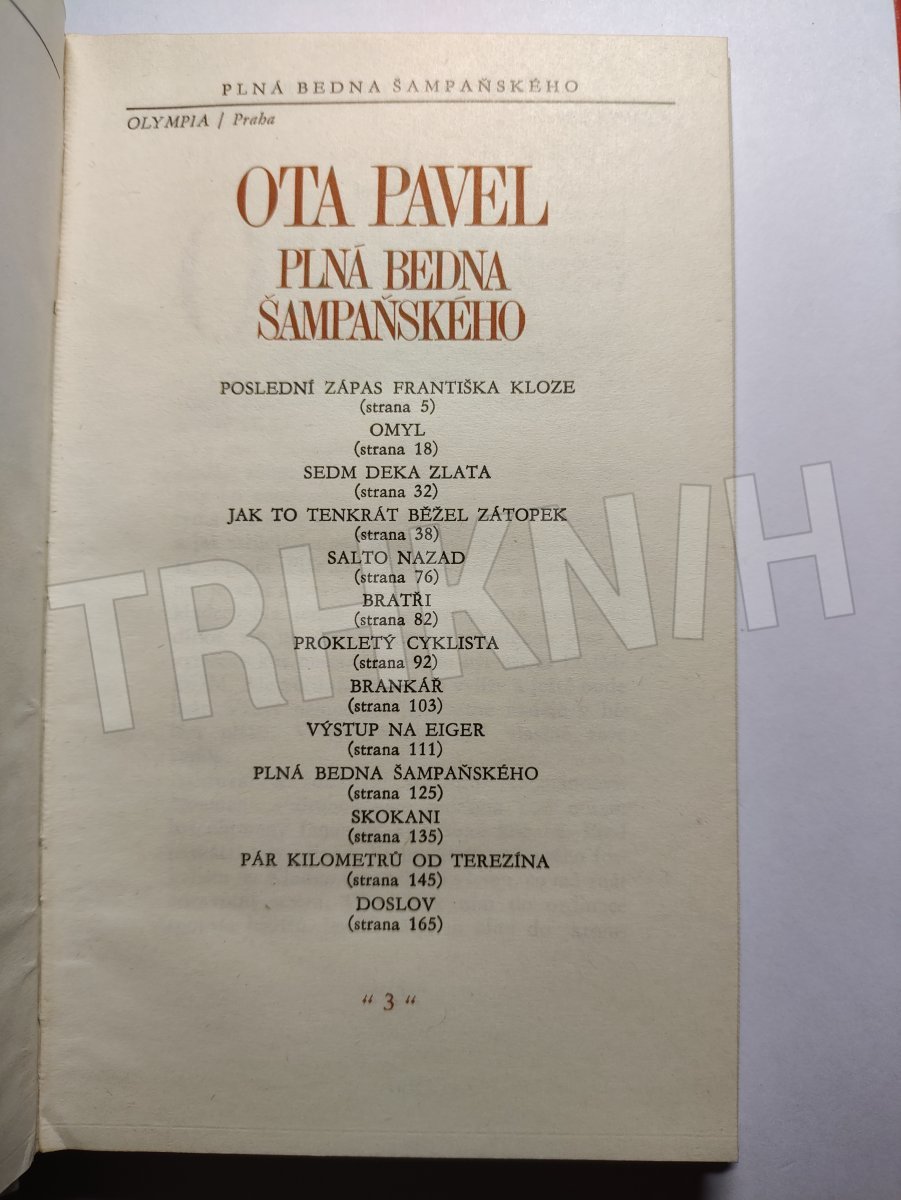 PLNÁ BEDNA ŠAMPAŇSKÉHO
OLYMPIA / Praha
OTA PAVEL
PLNÁ BEDNA
ŠAMPAŇSKÉHO
POSLEDNÍ ZÁPAS FRANTIŠKA KLOZE
(strana 5)
OMYL
(strana 18)
SEDM DEKA ZLATA
(strana 32)
JAK TO TENKRÁT BĚŽEL ZÁTOPEK
(strana 38)
SALTO NAZAD
(strana 76)
BRATŘI
(strana 82)
PROKLETÝ CYKLISTA
(strana 92)
BRANKÁŘ
(strana 103)
VÝSTUP NA EIGER
(strana 111)
PLNÁ BEDNA ŠAMPAŇSKÉHO
(strana 125)
SKOKANI
(strana 135)
PÁR KILOMETRŮ OD TEREZÍNA
(strana 145)
DOSLOV
(strana 165)
“ 3 “
TRHKNIH